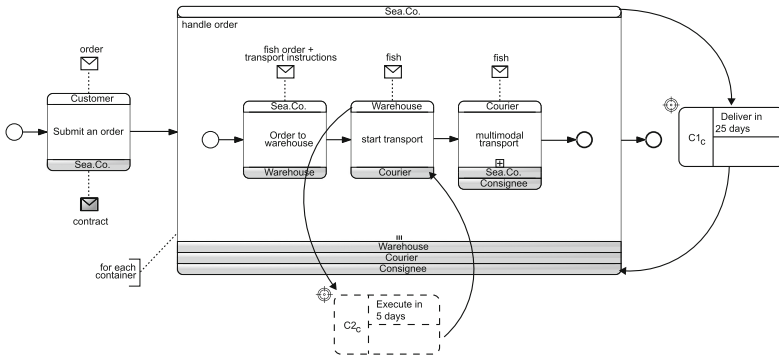 Sea.Co.
handle order
order
Customer
Submit an order
Sea.Co.
contract
fish order +
transport instructions
Sea.Co.
Order to
warehouse
Warehouse
fish
Warehouse
start transport
Courier
fish
Courier
multimodal
transport
Sea.Co.
Consignee
Warehouse
Courier
Consignee
for each
container
C1c
Deliver in
25 days
C2c
Execute in
5 days